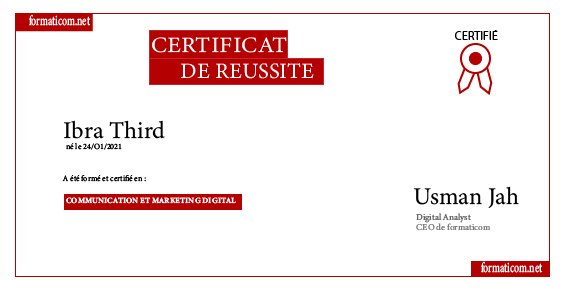 formaticom.net
CERTIFIÉ
CERTIFICAT
DE REUSSITE
Ibra Third
né le 24/O1/2021
A été formé et certifié en :
COMMUNICATION ET MARKETING DIGITAL
Usman Jah
Digital Analyst
CEO de formaticom
formaticom.net